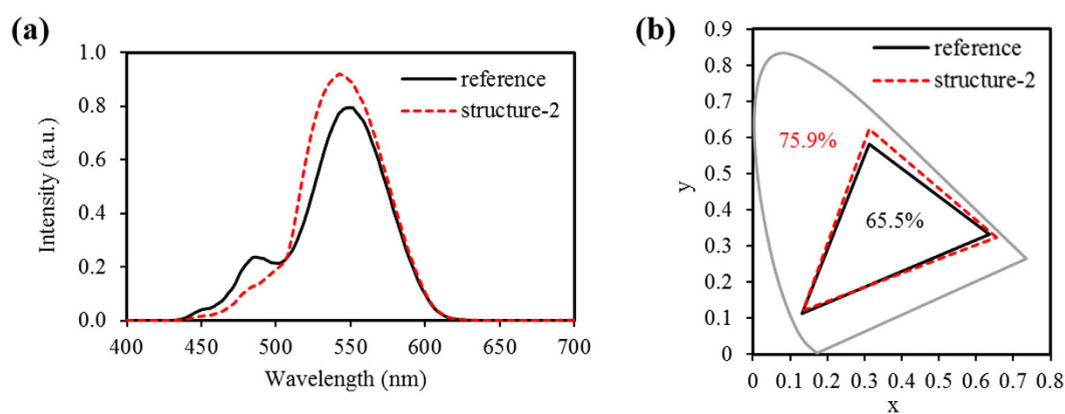 (a)
1.0
0.8
0.6
0.4
0.2
0.0
Intensity (a.u.)
400 450 500 550 600 650 700
Wavelength (nm)
reference
structure-2
(b)
0.9
0.8
0.7
0.6
0.5
0.4
0.3
0.2
0.1
0
y
0 0.1 0.2 0.3 0.4 0.5 0.6 0.7 0.8
x
reference
structure-2
75.9%
65.5%